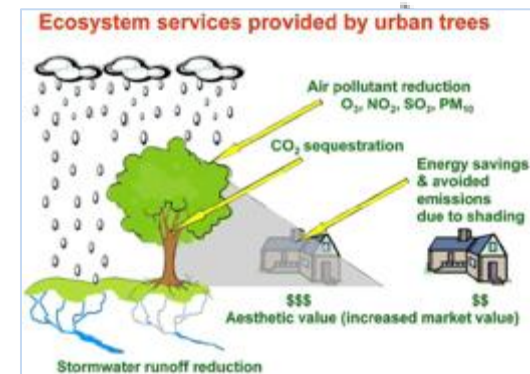 Ecosystem services provided by urban trees
Air pollutant reduction
O₃, NO₂, SO₂, PM₁₀
CO₂ sequestration
Energy savings
& avoided
emissions
due to shading
$$$
$$
Aesthetic value (increased market value)
Stormwater runoff reduction